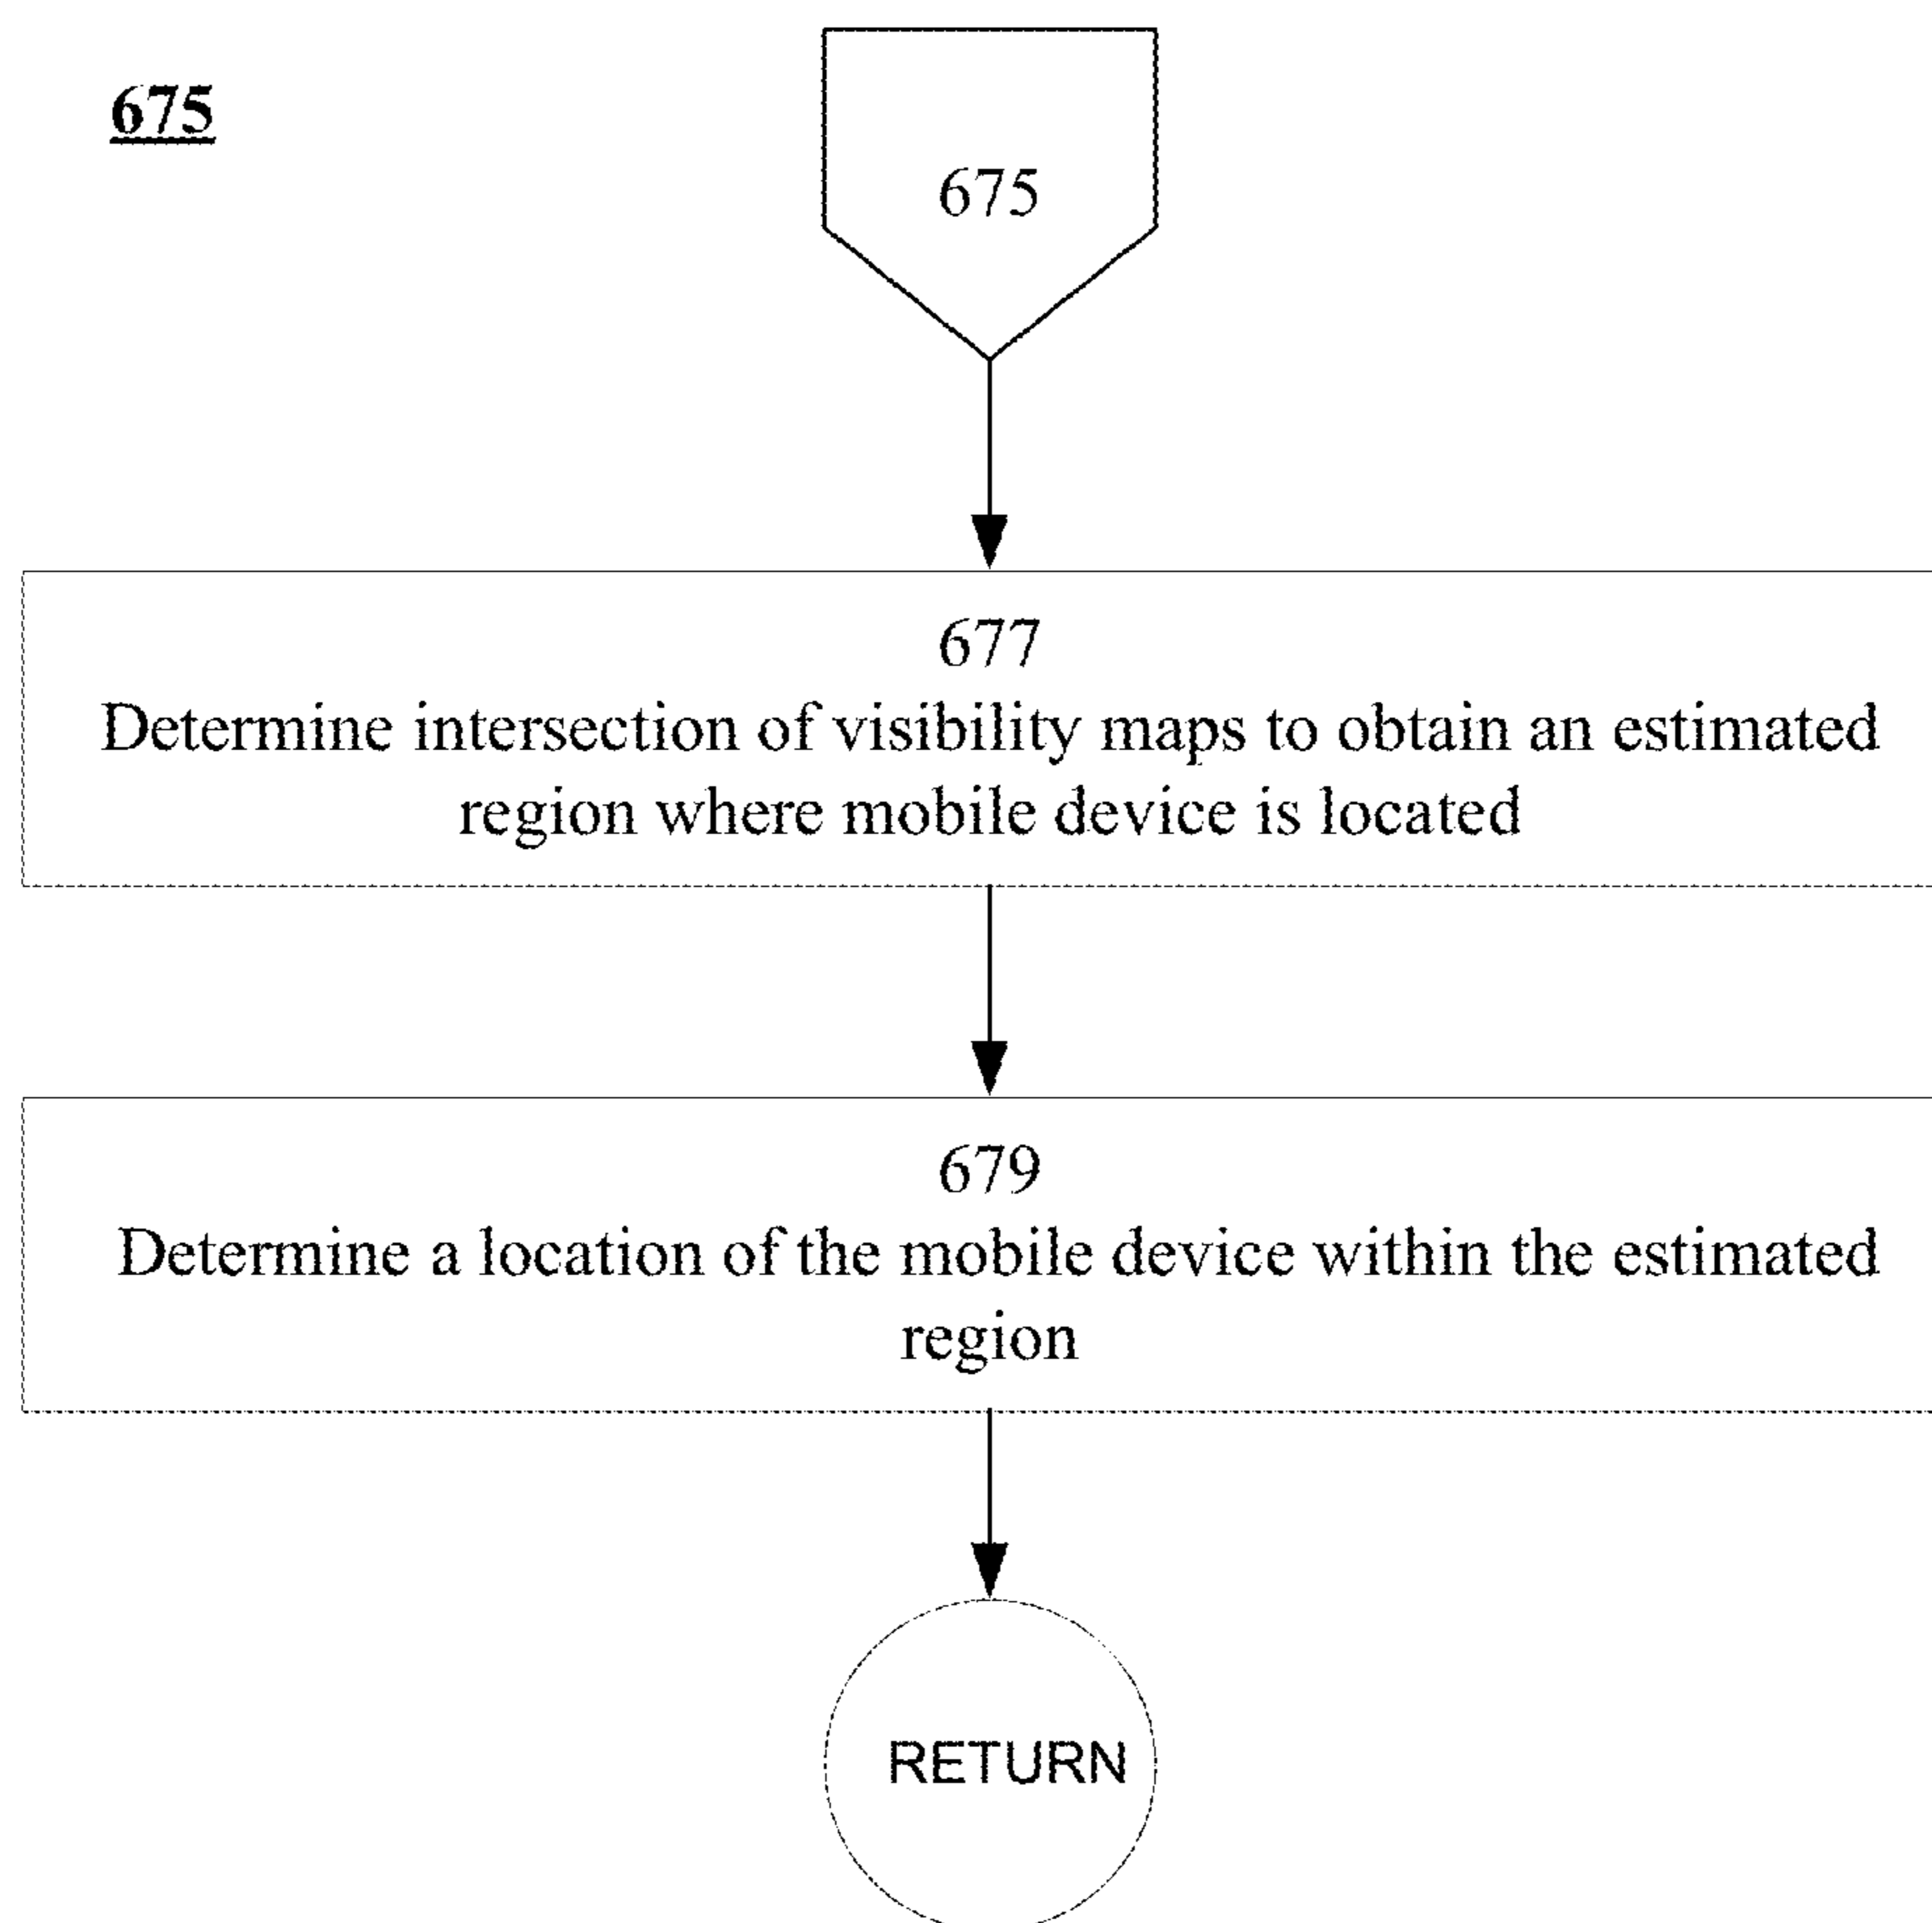 675
675
677
Determine intersection of visibility maps to obtain an estimated
region where mobile device is located
679
Determine a location of the mobile device within the estimated
region
RETURN